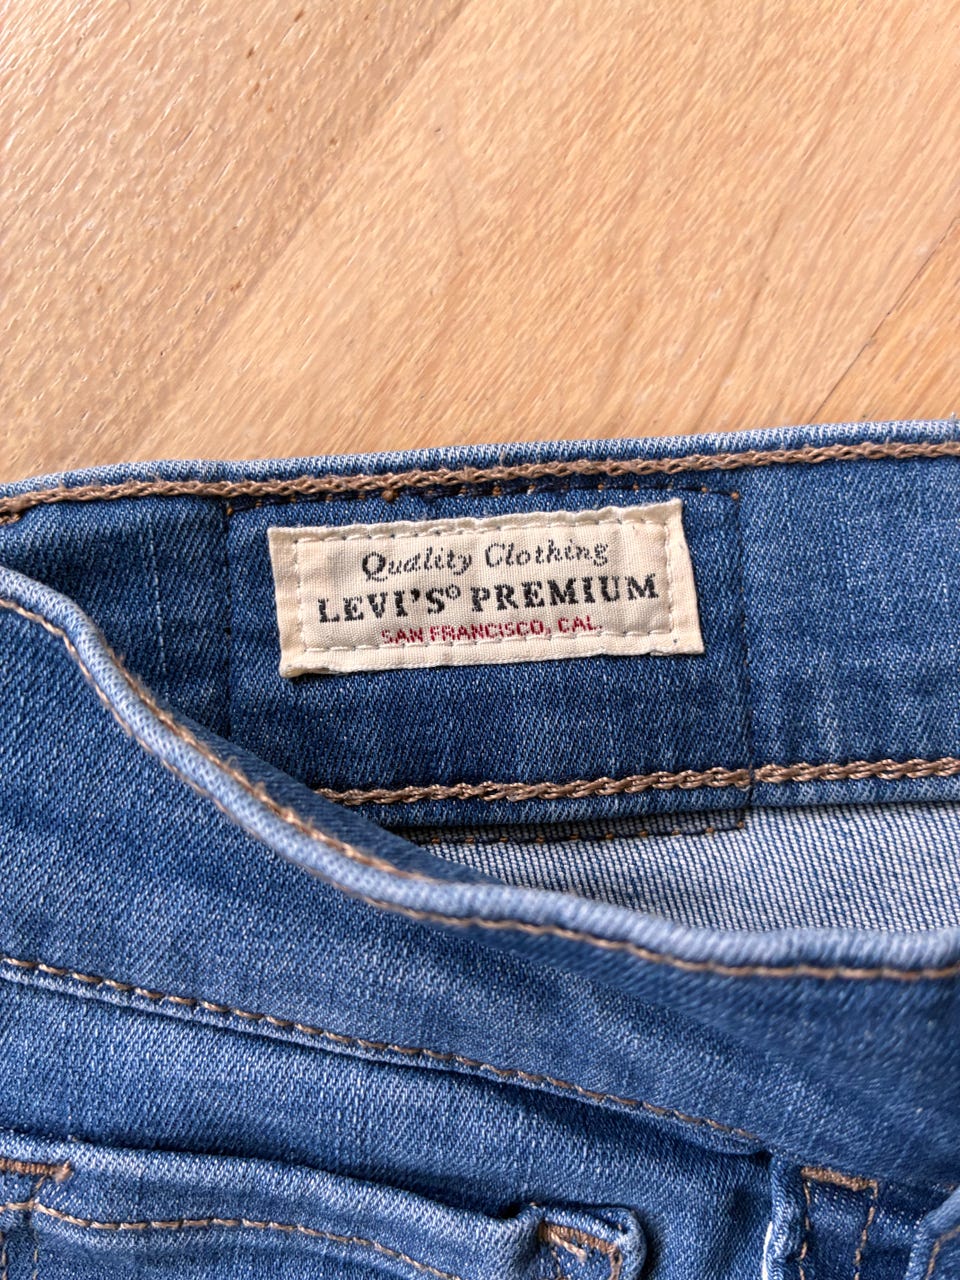 Quality Clothing
LEVI'S® PREMIUM
SAN FRANCISCO, CAL